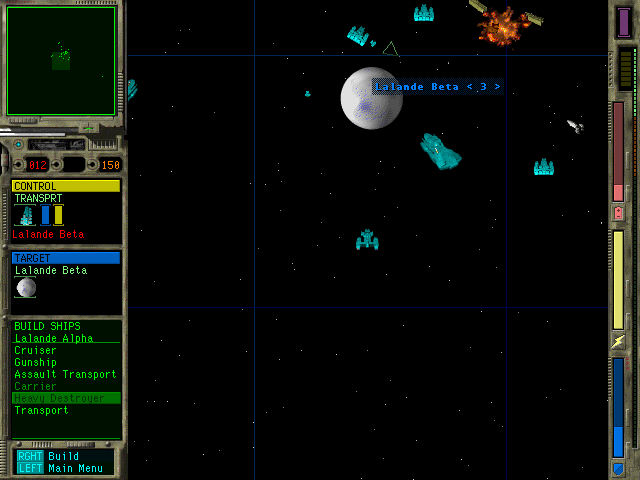 Lalande Beta < 3 >
012
150
CONTROL
TRANSPRT
Lalande Beta
TARGET
Lalande Beta
BUILD SHIPS
Lalande Alpha
Cruiser
Gunship
Assault Transport
Carrier
Heavy Destroyer
Transport
RGHT Build
LEFT Main Menu